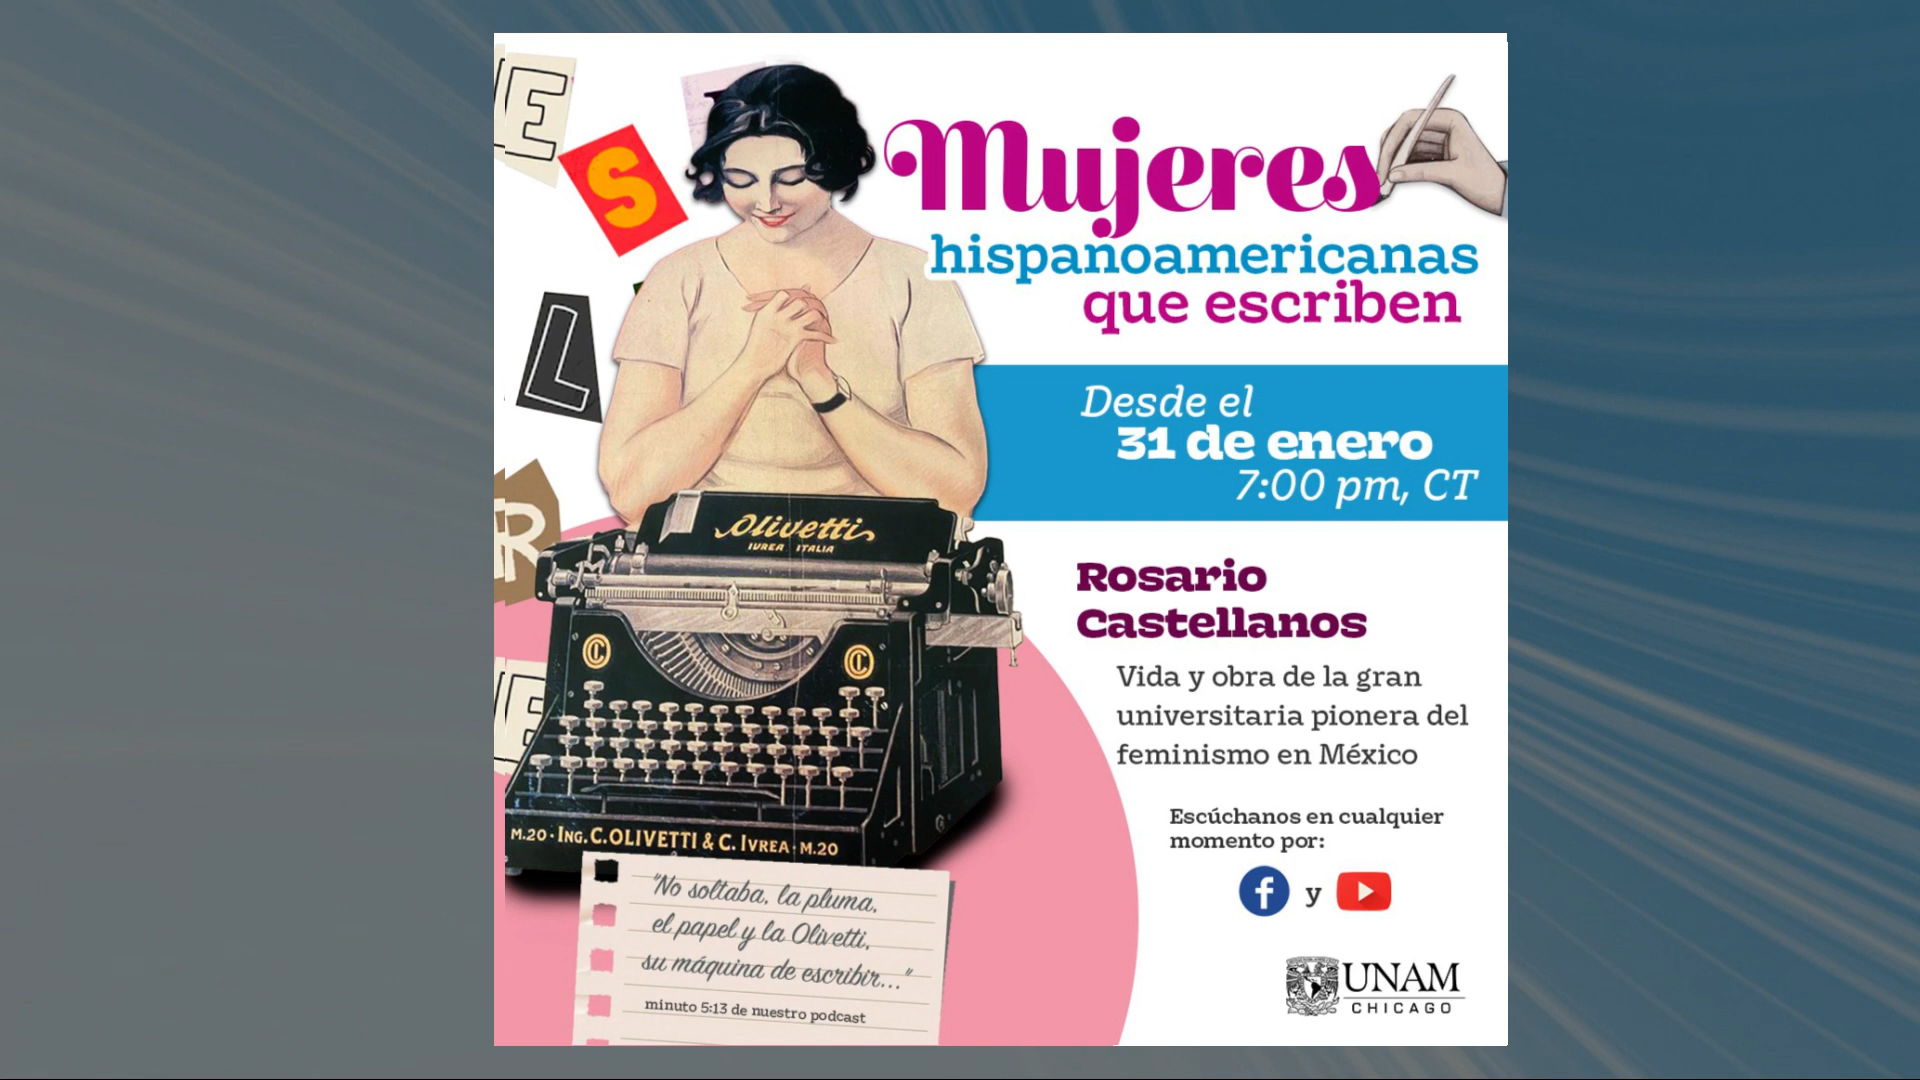 E
S
L
R
E
Mujeres
hispanoamericanas
que escriben
Desde el
31 de enero
7:00 pm, CT
Rosario
Castellanos
Vida y obra de la gran
universitaria pionera del
feminismo en México
Escúchanos en cualquier
momento por:
f y
UNAM
CHICAGO
Olivetti
IVREA ITALIA
M.20 · ING. C. OLIVETTI & C. IVREA · M.20
"No soltaba, la pluma,
el papel y la Olivetti,
su máquina de escribir..."
minuto 5:13 de nuestro podcast